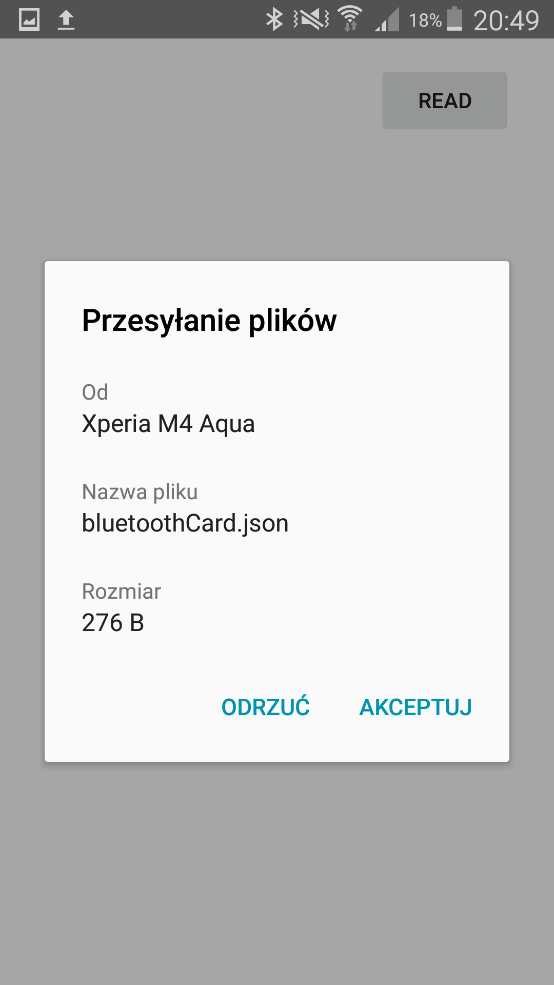 18% 20:49
READ
Przesyłanie plików
Od
Xperia M4 Aqua
Nazwa pliku
bluetoothCard.json
Rozmiar
276 B
ODRZUĆ AKCEPTUJ